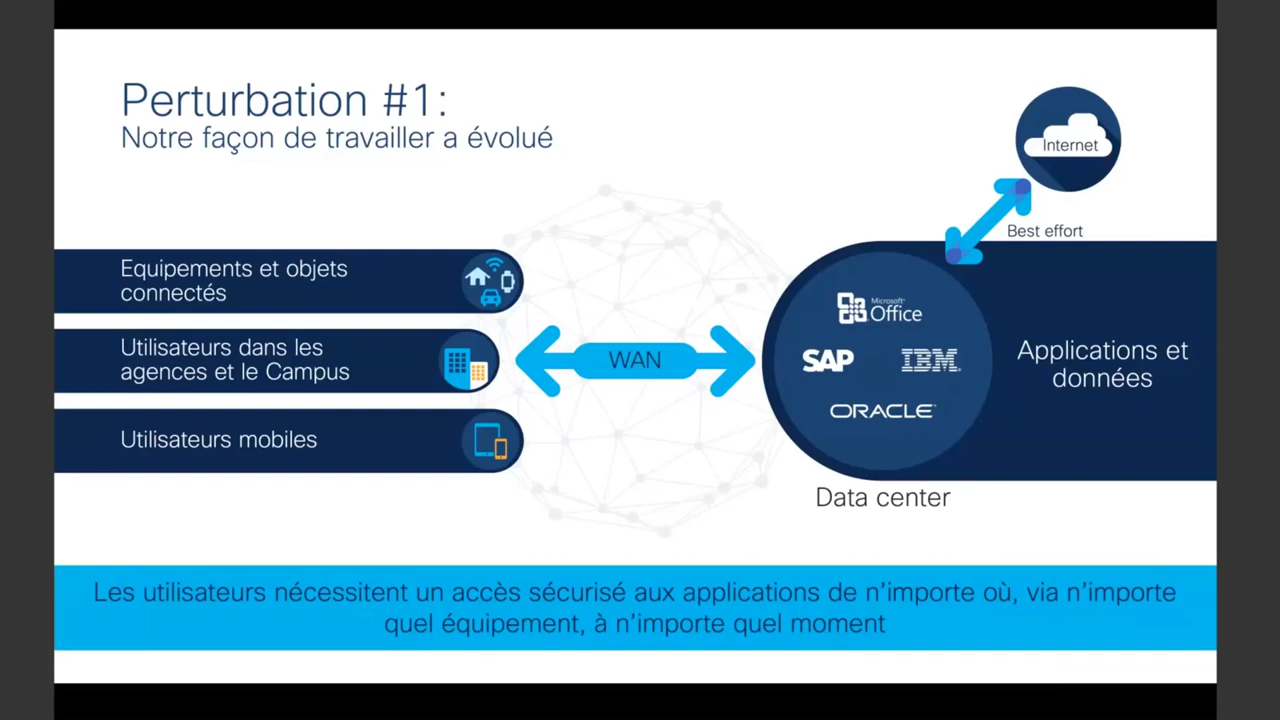 Perturbation #1:
Notre façon de travailler a évolué
Internet
Best effort
Equipements et objets
connectés
Utilisateurs dans les
agences et le Campus
Utilisateurs mobiles
WAN
Microsoft®
Office
SAP
IBM®
ORACLE®
Applications et
données
Data center
Les utilisateurs nécessitent un accès sécurisé aux applications de n'importe où, via n'importe
quel équipement, à n'importe quel moment